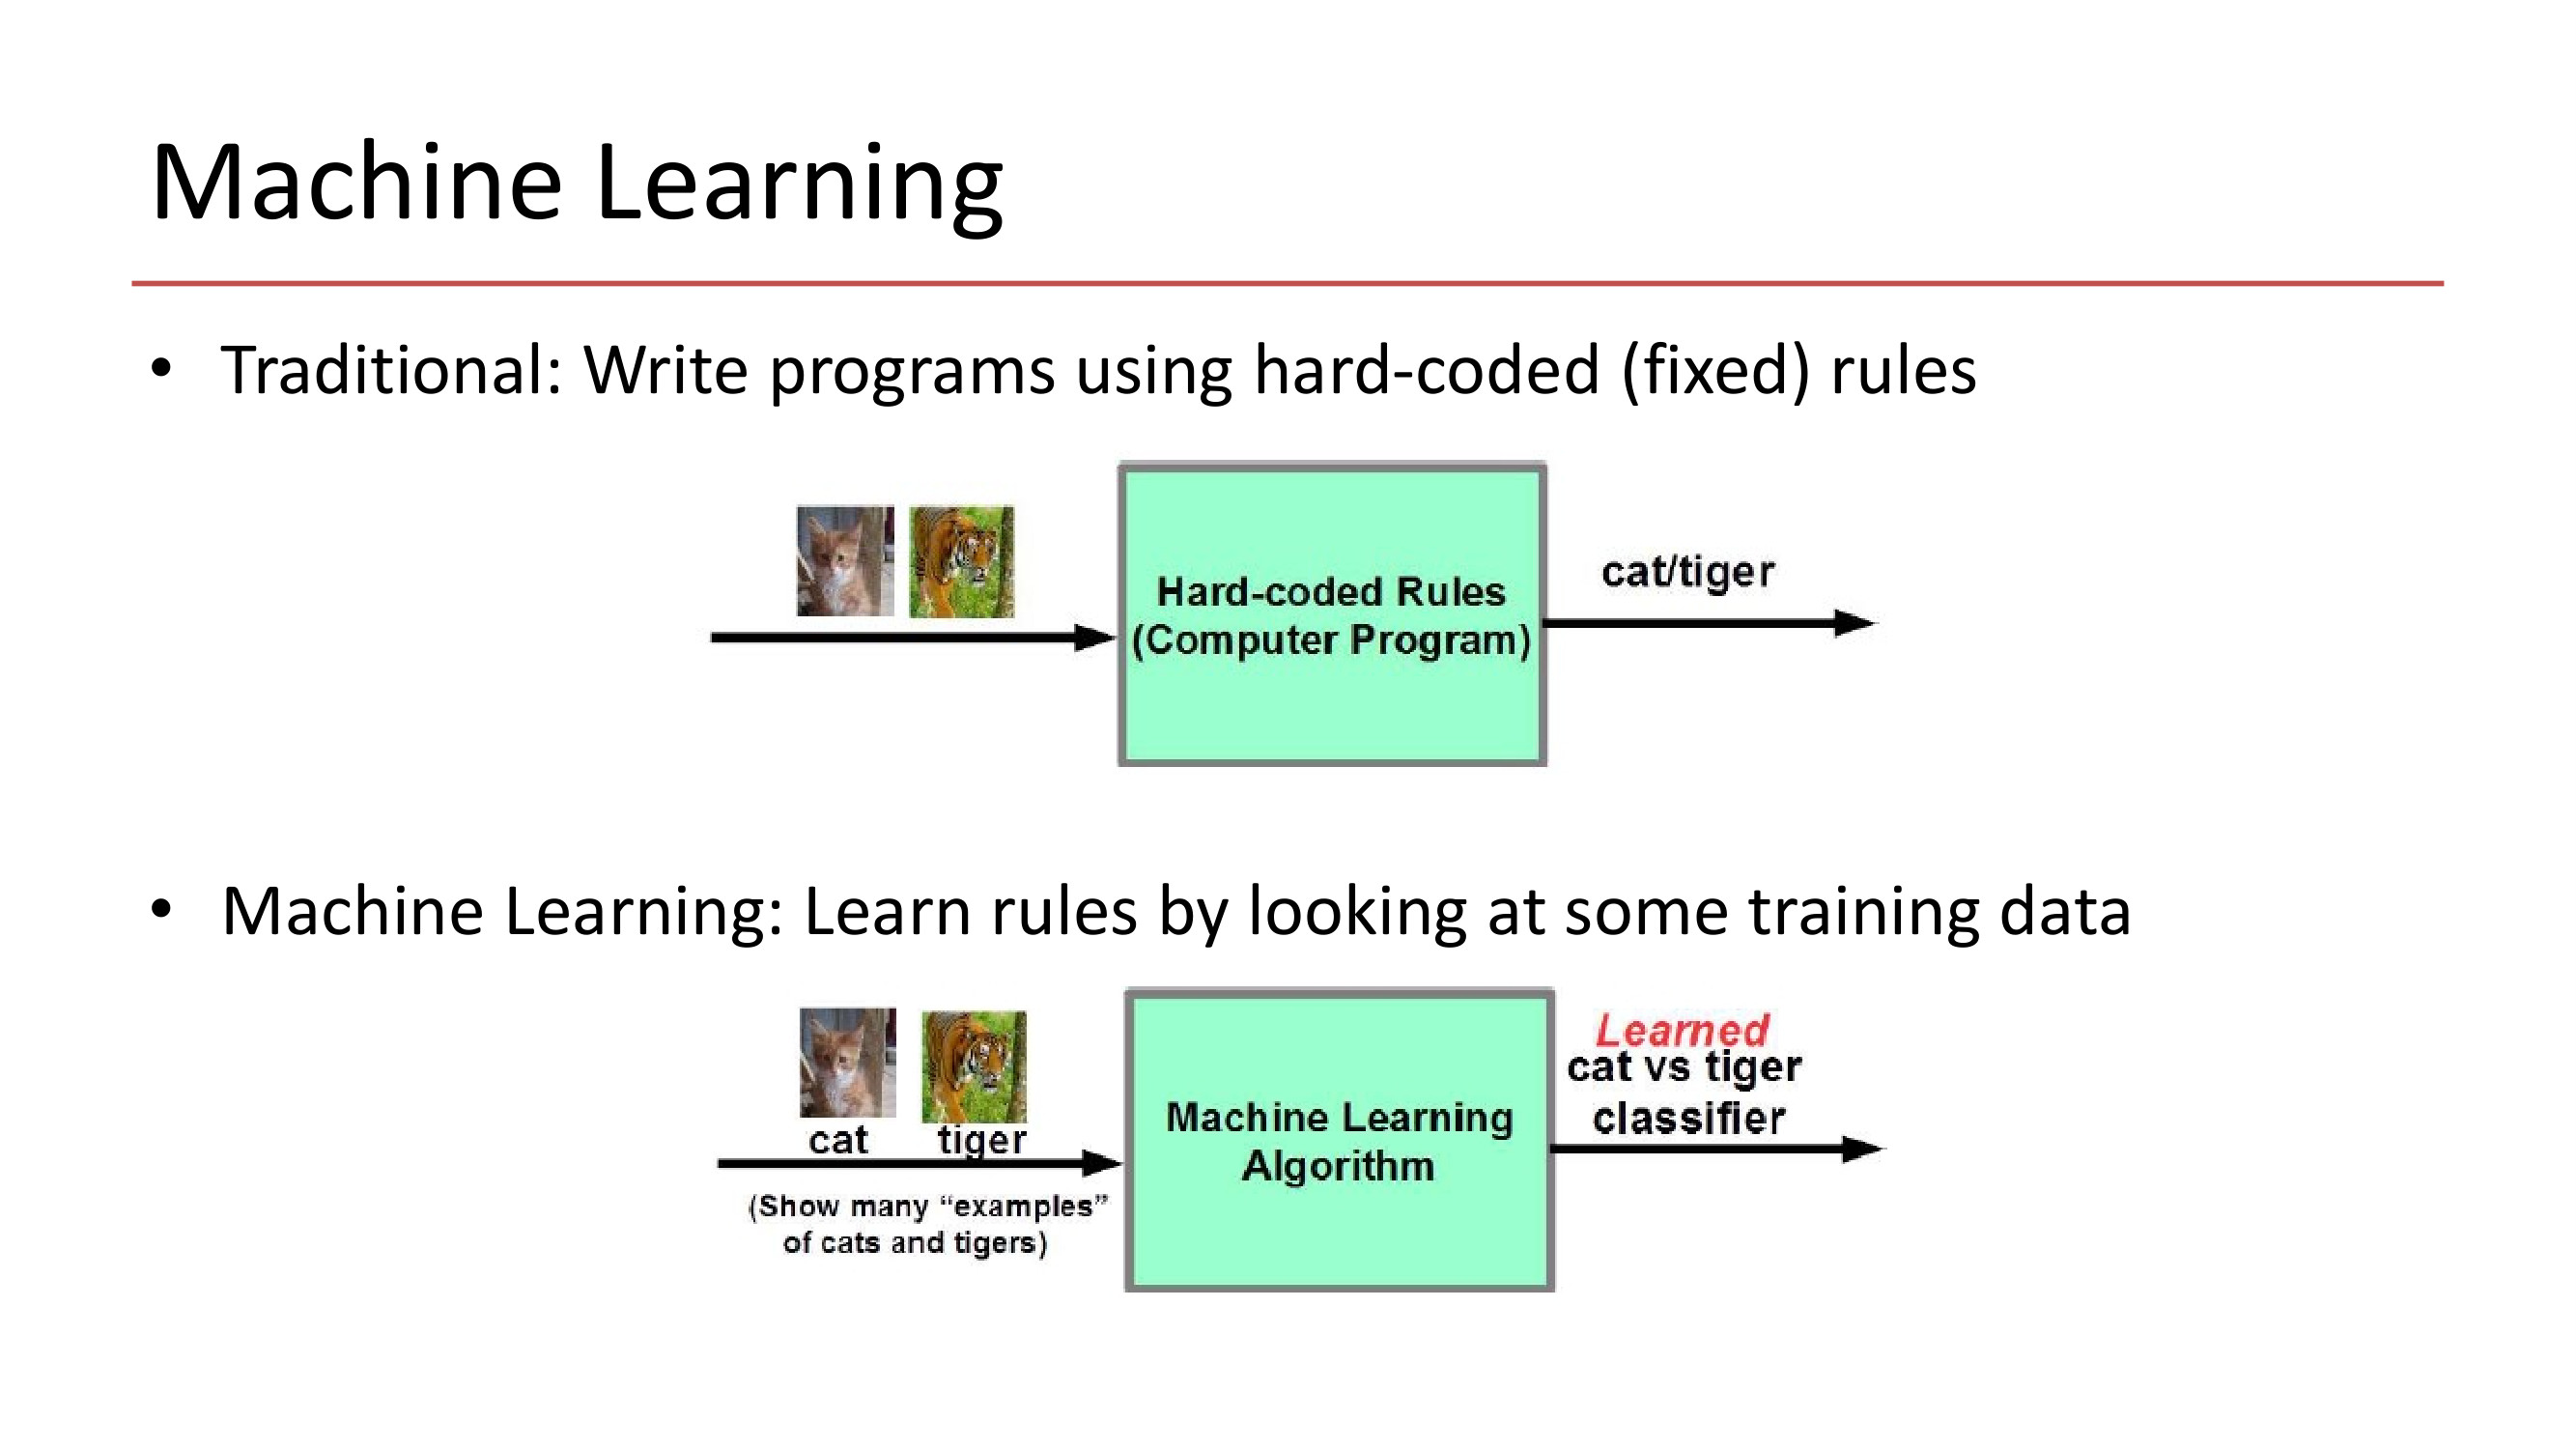 Machine Learning
• Traditional: Write programs using hard-coded (fixed) rules
Hard-coded Rules
(Computer Program)
cat/tiger
• Machine Learning: Learn rules by looking at some training data
cat tiger
(Show many “examples”
of cats and tigers)
Machine Learning
Algorithm
Learned
cat vs tiger
classifier